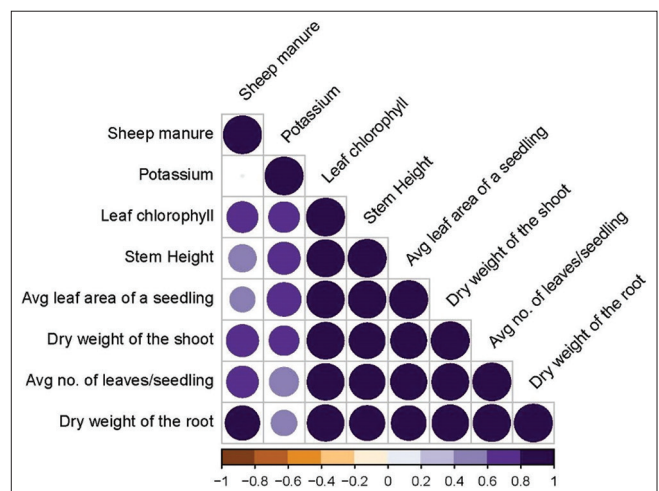 Sheep manure
Potassium
Leaf chlorophyll
Stem Height
Avg leaf area of a seedling
Dry weight of the shoot
Avg no. of leaves/seedling
Dry weight of the root
Sheep manure
Potassium
Leaf chlorophyll
Stem Height
Avg leaf area of a seedling
Dry weight of the shoot
Avg no. of leaves/seedling
Dry weight of the root
−1 −0.8 −0.6 −0.4 −0.2 0 0.2 0.4 0.6 0.8 1